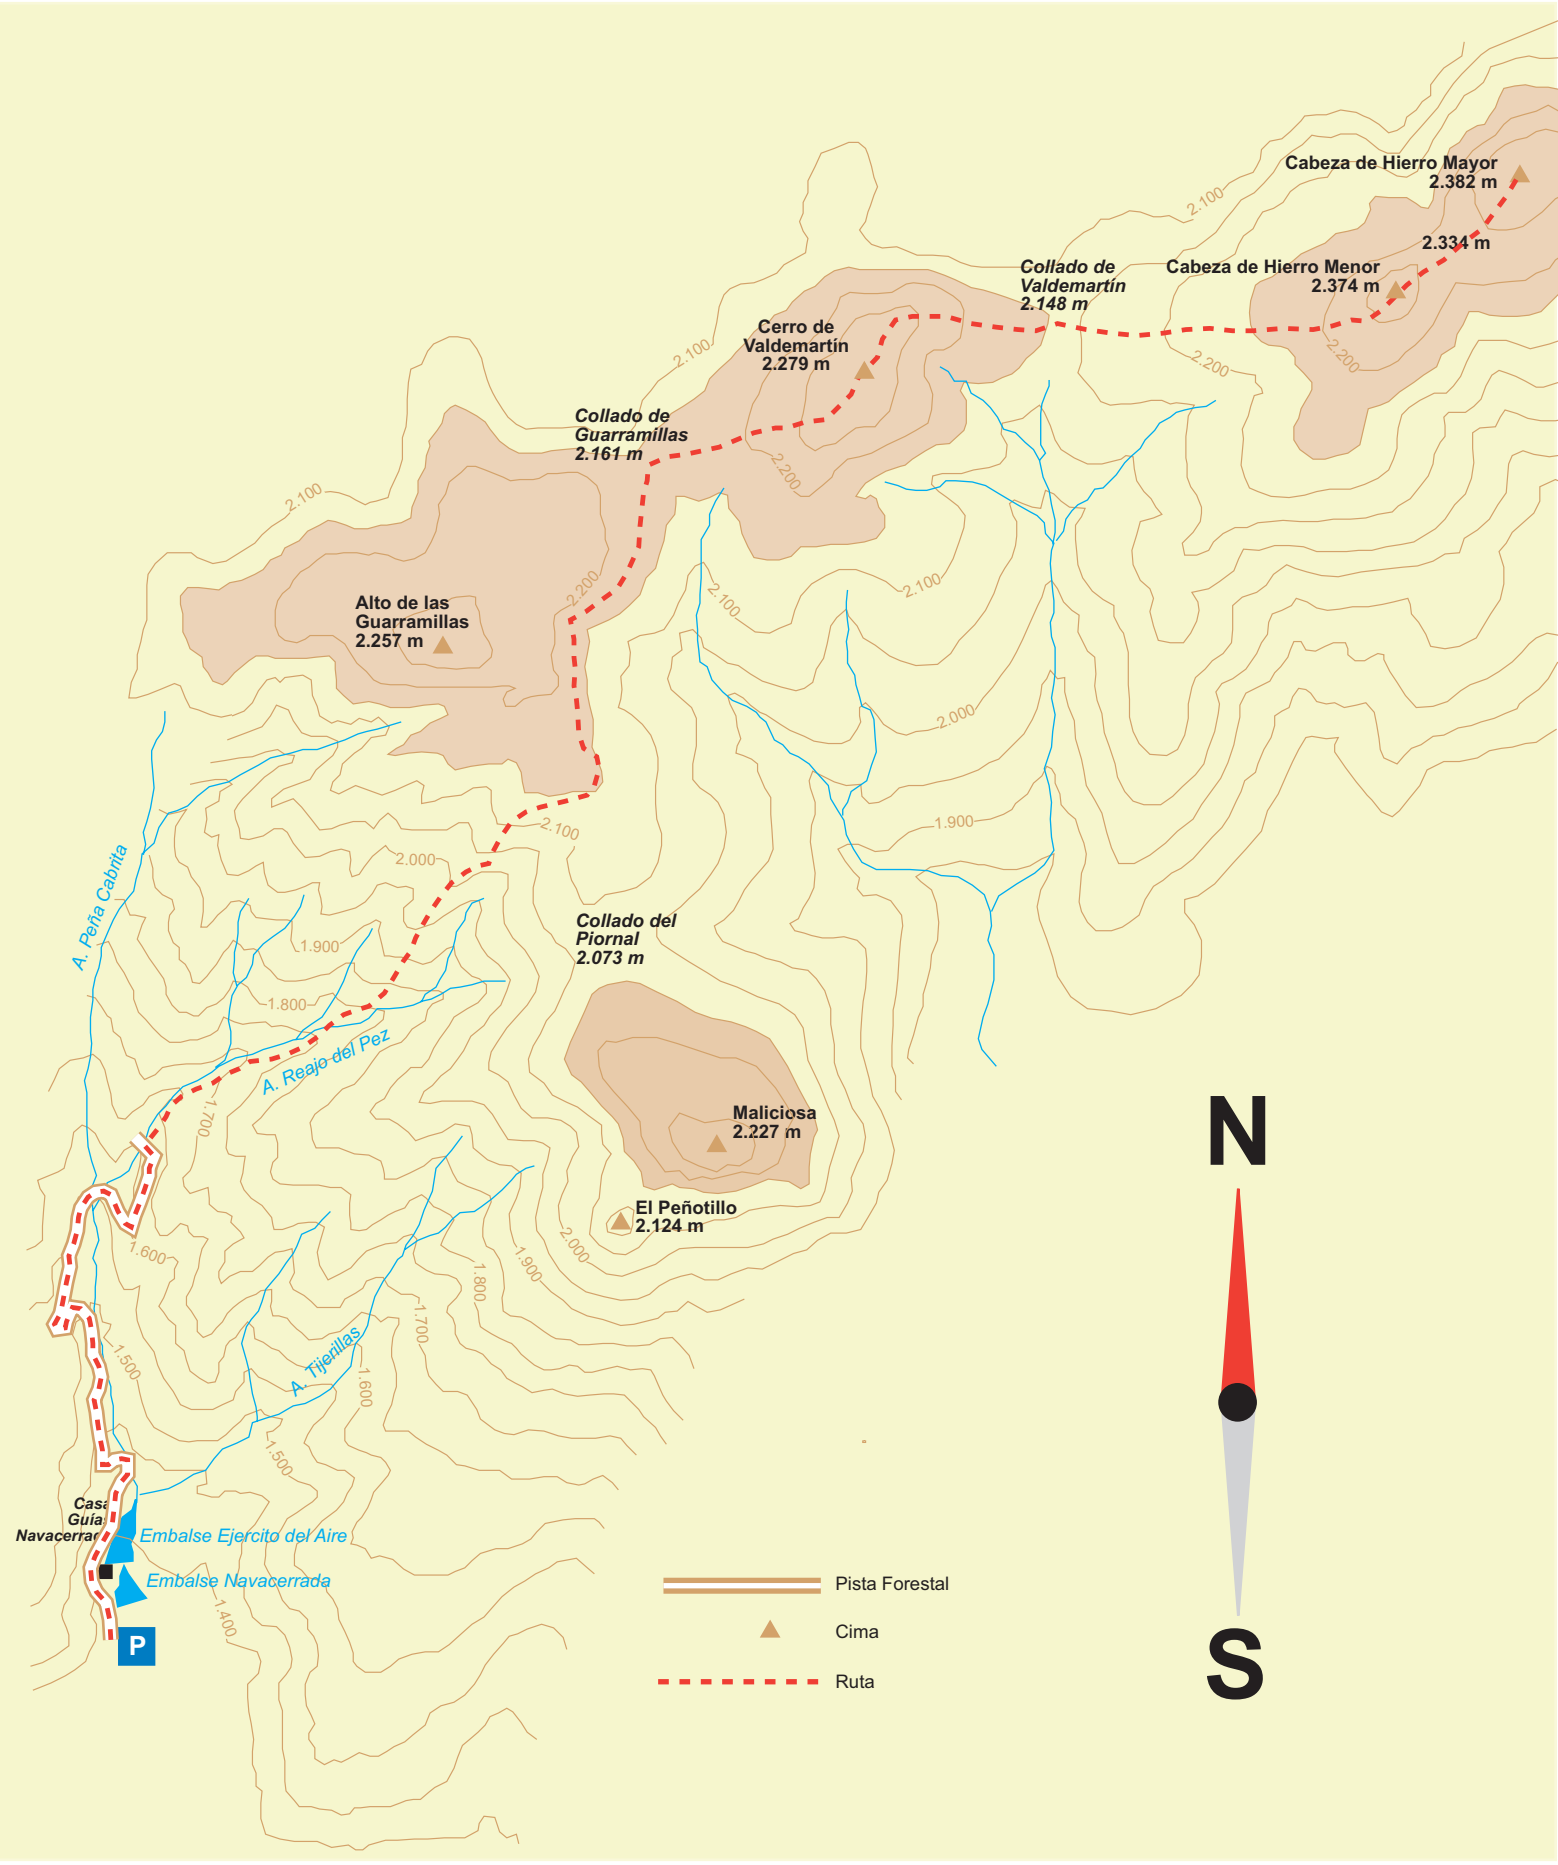 Cabeza de Hierro Mayor
2.382 m
2.100
2.334 m
Cabeza de Hierro Menor
2.374 m
Collado de
Valdemartín
2.148 m
Cerro de
Valdemartín
2.279 m
2.100
2.200
2.200
Collado de
Guarramillas
2.161 m
2.200
2.100
2.200
2.100
2.100
Alto de las
Guarramillas
2.257 m
2.000
1.900
2.100
2.000
A. Peña Cabrita
1.900
Collado del
Piornal
2.073 m
1.800
A. Reajo del Pez
1.700
Maliciosa
2.227 m
El Peñotillo
2.124 m
N
1.600
2.000
1.900
1.800
1.700
1.500
A. Tijerillas
1.600
1.500
Casa
Guías
Navacerrad
Embalse Ejercito del Aire
Embalse Navacerrada
1.400
P
Pista Forestal
Cima
Ruta
S